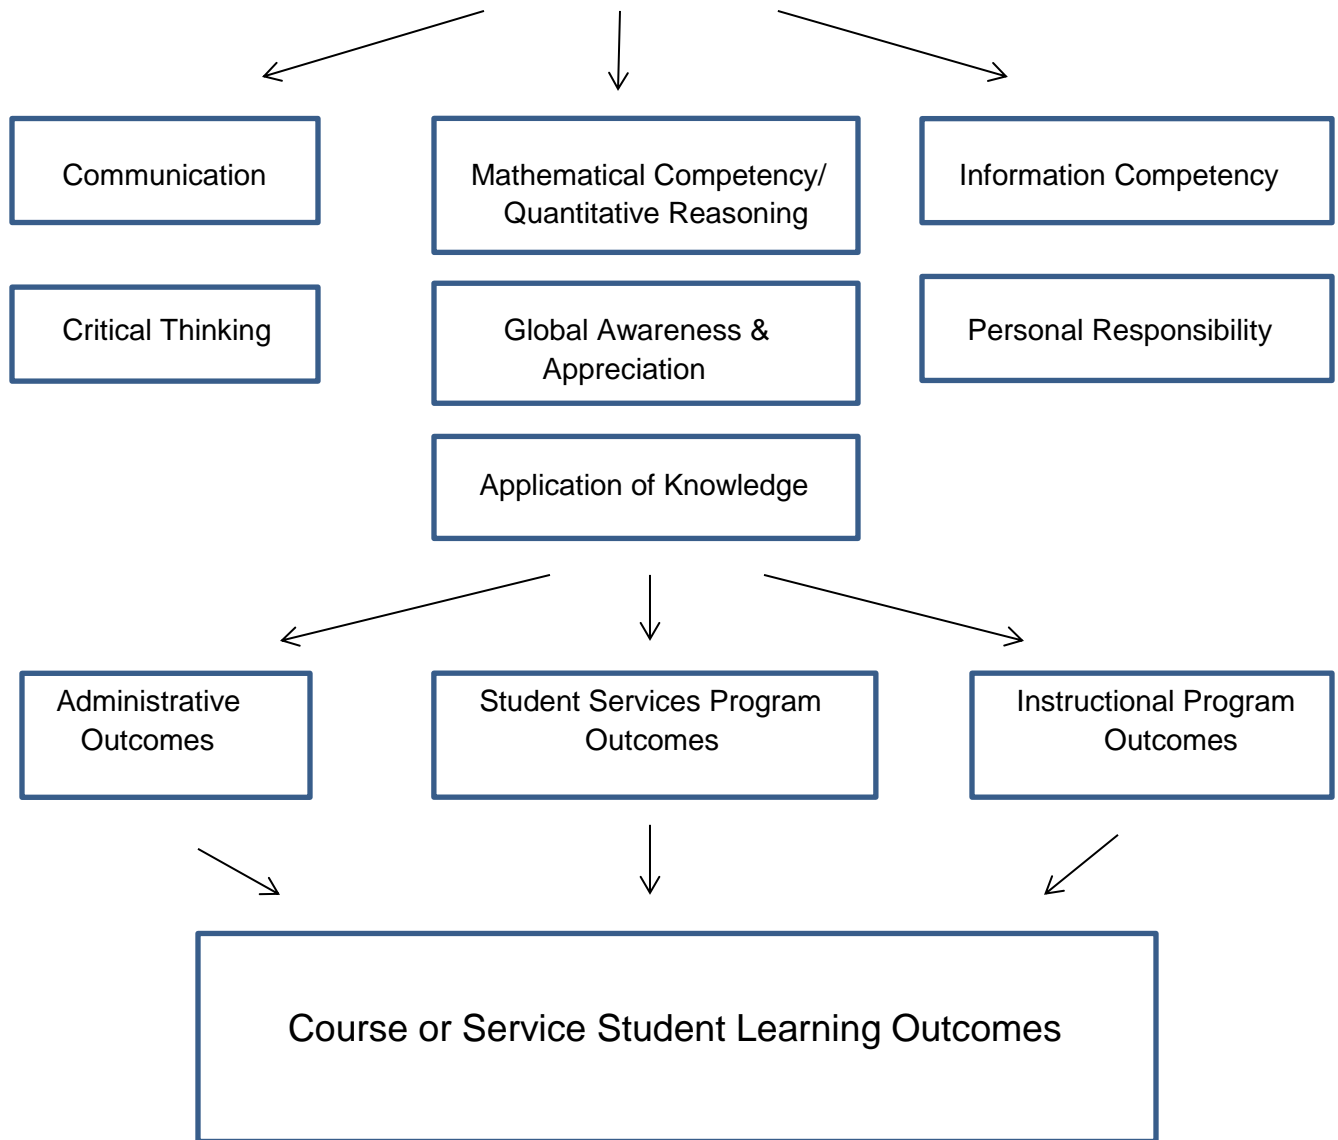 Communication
Mathematical Competency/
Quantitative Reasoning
Information Competency
Critical Thinking
Global Awareness &
Appreciation
Personal Responsibility
Application of Knowledge
Administrative
Outcomes
Student Services Program
Outcomes
Instructional Program
Outcomes
Course or Service Student Learning Outcomes